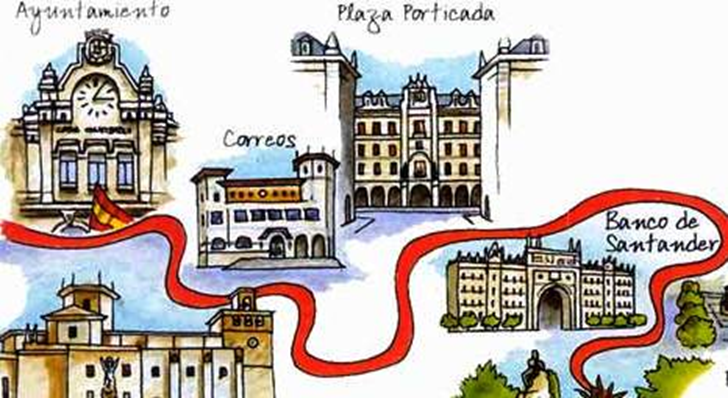 Ayuntamiento
Plaza Porticada
Correos
Banco de
Santander